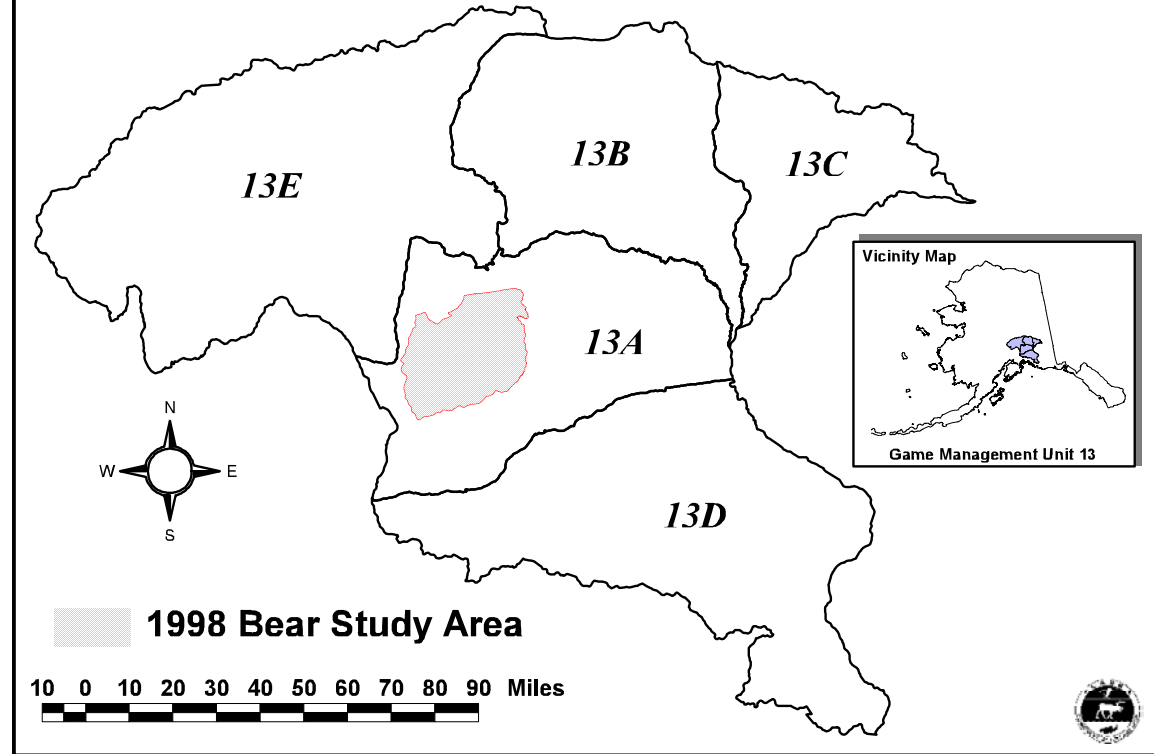 13B
13C
13E
Vicinity Map
13A
Game Management Unit 13
N
W E
S
13D
1998 Bear Study Area
10 0 10 20 30 40 50 60 70 80 90 Miles